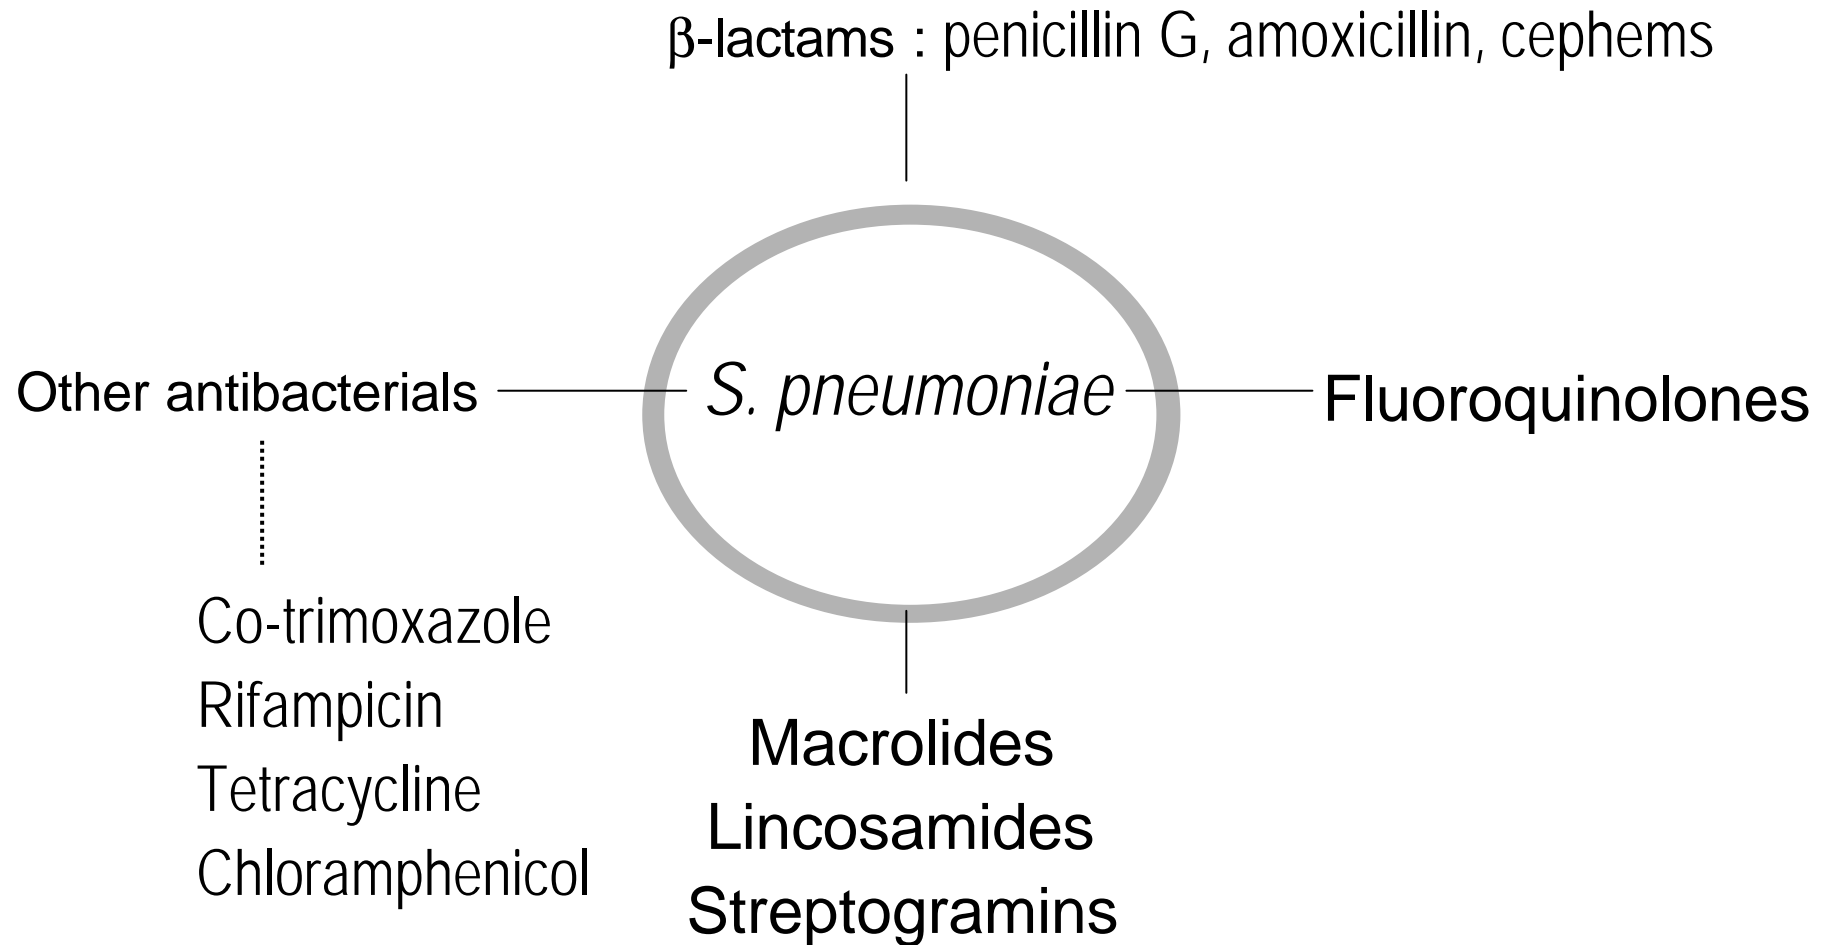 β-lactams : penicillin G, amoxicillin, cephems
Other antibacterials
S. pneumoniae
Fluoroquinolones
Co-trimoxazole
Rifampicin
Tetracycline
Chloramphenicol
Macrolides
Lincosamides
Streptogramins